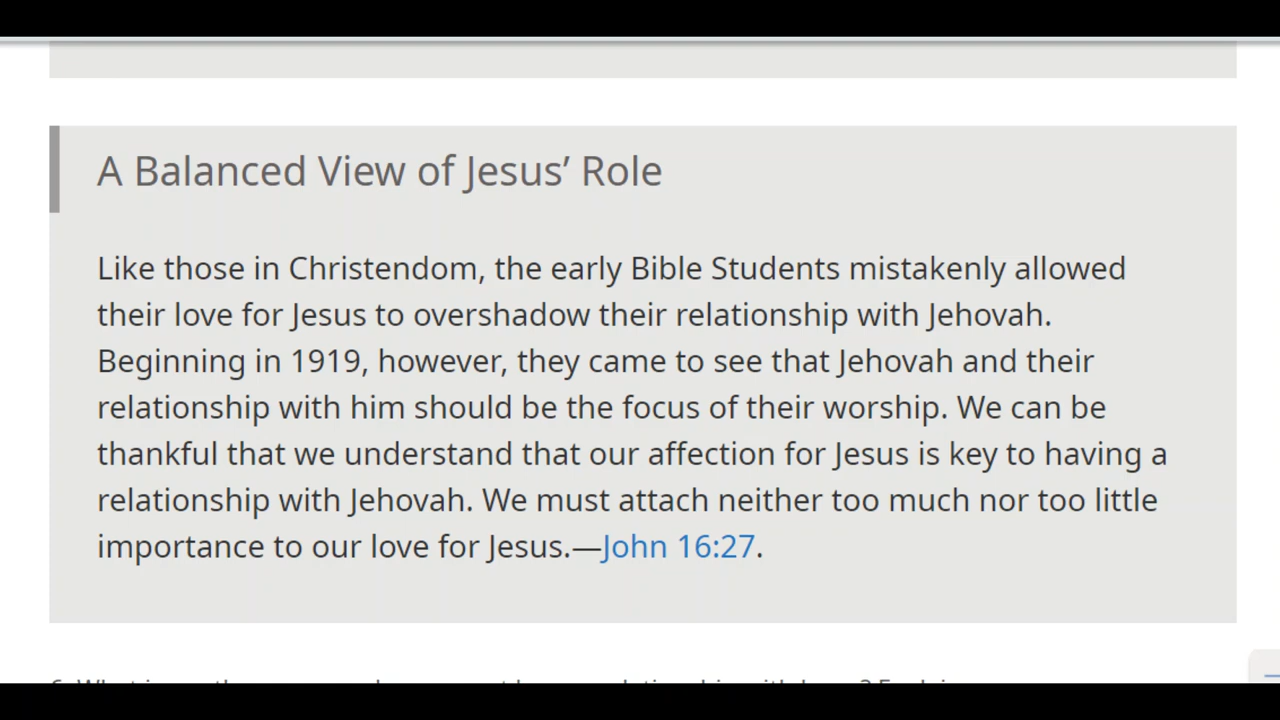 A Balanced View of Jesus’ Role
Like those in Christendom, the early Bible Students mistakenly allowed
their love for Jesus to overshadow their relationship with Jehovah.
Beginning in 1919, however, they came to see that Jehovah and their
relationship with him should be the focus of their worship. We can be
thankful that we understand that our affection for Jesus is key to having a
relationship with Jehovah. We must attach neither too much nor too little
importance to our love for Jesus.—John 16:27.